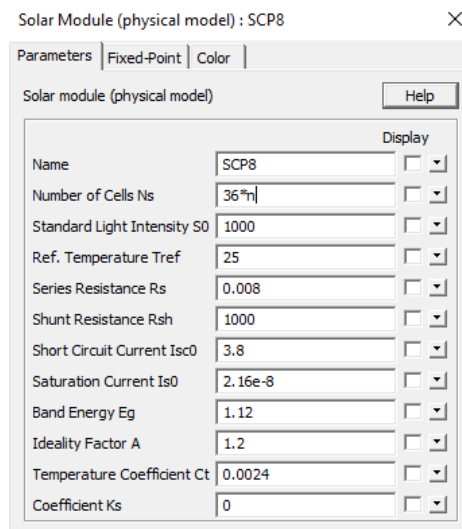 Solar Module (physical model) : SCP8
Parameters Fixed-Point Color
Solar module (physical model) Help
Display
Name SCP8
Number of Cells Ns 36*n
Standard Light Intensity S0 1000
Ref. Temperature Tref 25
Series Resistance Rs 0.008
Shunt Resistance Rsh 1000
Short Circuit Current Isc0 3.8
Saturation Current Is0 2.16e-8
Band Energy Eg 1.12
Ideality Factor A 1.2
Temperature Coefficient Ct 0.0024
Coefficient Ks 0